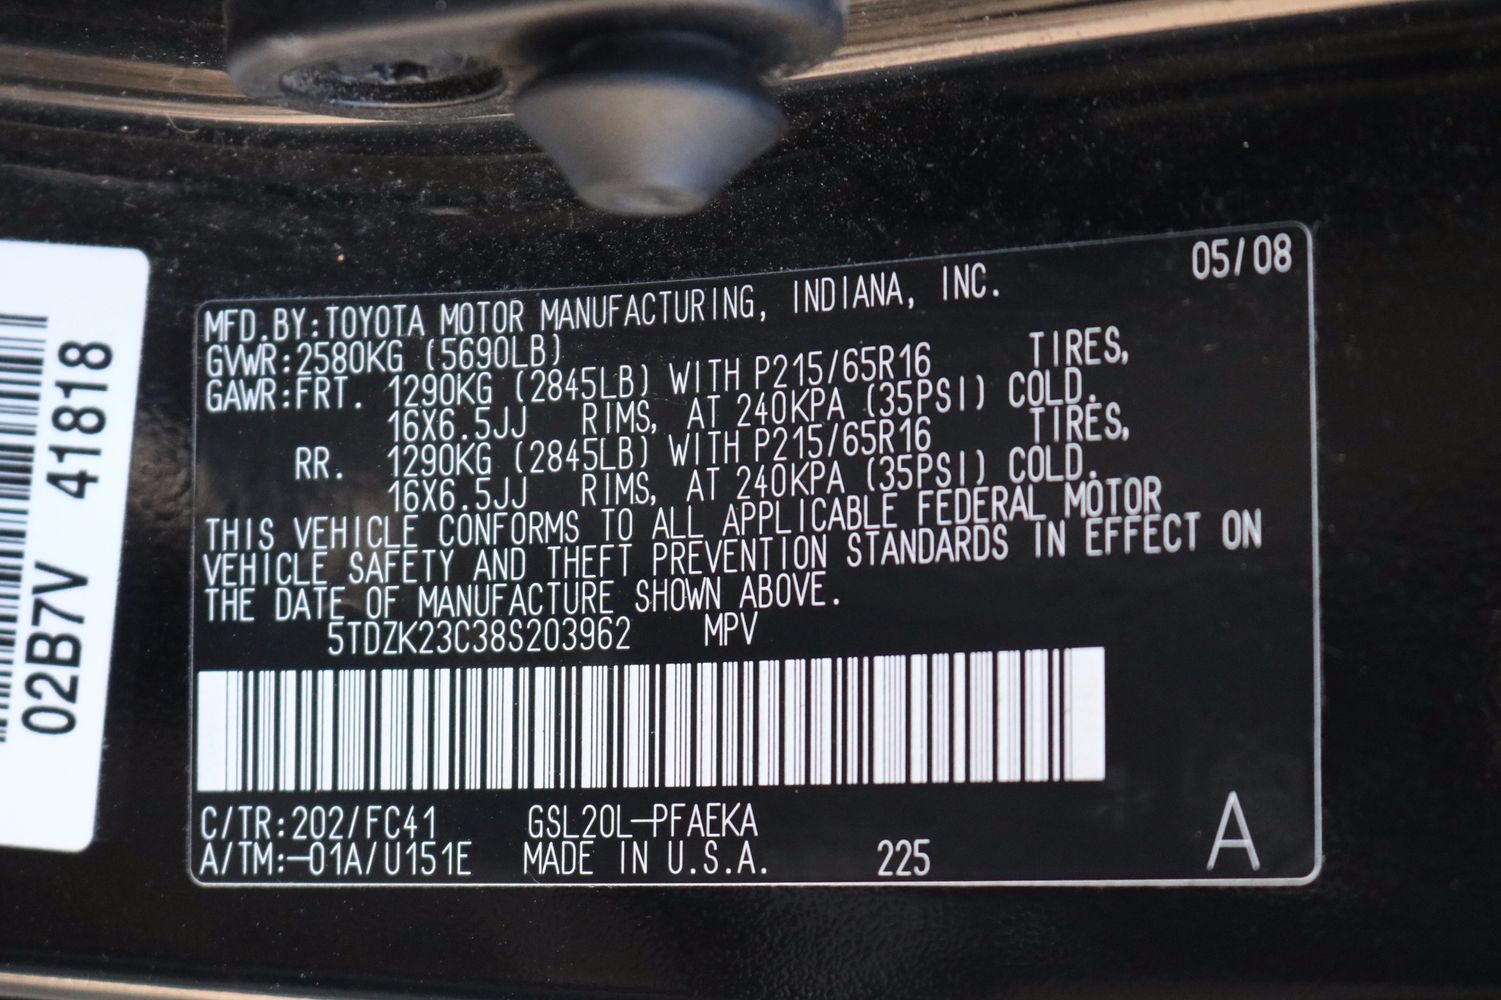 05/08
MFD.BY:TOYOTA MOTOR MANUFACTURING, INDIANA, INC.
GVWR:2580KG (5690LB)
GAWR:FRT. 1290KG (2845LB) WITH P215/65R16 TIRES,
16X6.5JJ RIMS, AT 240KPA (35PSI) COLD.
RR. 1290KG (2845LB) WITH P215/65R16 TIRES,
16X6.5JJ RIMS, AT 240KPA (35PSI) COLD.
THIS VEHICLE CONFORMS TO ALL APPLICABLE FEDERAL MOTOR
VEHICLE SAFETY AND THEFT PREVENTION STANDARDS IN EFFECT ON
THE DATE OF MANUFACTURE SHOWN ABOVE.
5TDZK23C38S203962 MPV
C/TR:202/FC41 GSL20L-PFAEKA
A/TM:-01A/U151E MADE IN U.S.A. 225
A
02B7V 41818